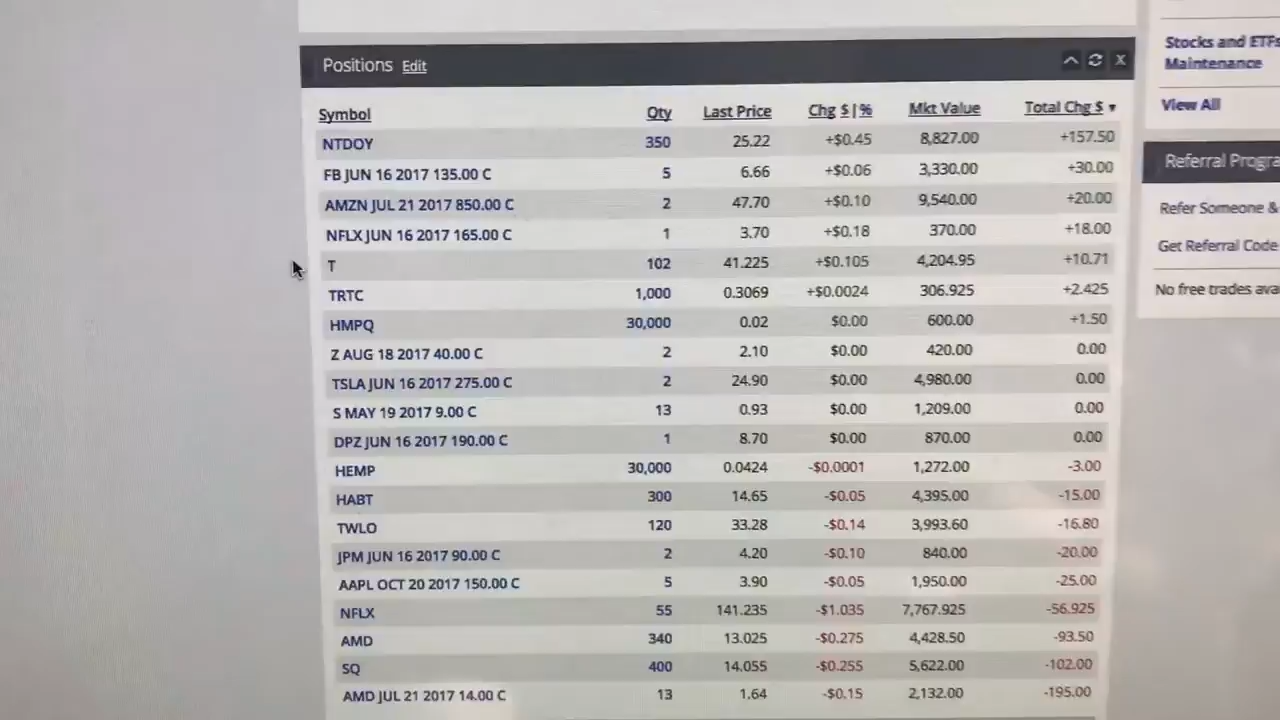 Positions Edit
Symbol Qty Last Price Chg $|% Mkt Value Total Chg $
NTDOY 350 25.22 +$0.45 8,827.00 +157.50
FB JUN 16 2017 135.00 C 5 6.66 +$0.06 3,330.00 +30.00
AMZN JUL 21 2017 850.00 C 2 47.70 +$0.10 9,540.00 +20.00
NFLX JUN 16 2017 165.00 C 1 3.70 +$0.18 370.00 +18.00
T 102 41.225 +$0.105 4,204.95 +10.71
TRTC 1,000 0.3069 +$0.0024 306.925 +2.425
HMPQ 30,000 0.02 $0.00 600.00 +1.50
Z AUG 18 2017 40.00 C 2 2.10 $0.00 420.00 0.00
TSLA JUN 16 2017 275.00 C 2 24.90 $0.00 4,980.00 0.00
S MAY 19 2017 9.00 C 13 0.93 $0.00 1,209.00 0.00
DPZ JUN 16 2017 190.00 C 1 8.70 $0.00 870.00 0.00
HEMP 30,000 0.0424 -$0.0001 1,272.00 -3.00
HABT 300 14.65 -$0.05 4,395.00 -15.00
TWLO 120 33.28 -$0.14 3,993.60 -16.80
JPM JUN 16 2017 90.00 C 2 4.20 -$0.10 840.00 -20.00
AAPL OCT 20 2017 150.00 C 5 3.90 -$0.05 1,950.00 -25.00
NFLX 55 141.235 -$1.035 7,767.925 -56.925
AMD 340 13.025 -$0.275 4,428.50 -93.50
SQ 400 14.055 -$0.255 5,622.00 -102.00
AMD JUL 21 2017 14.00 C 13 1.64 -$0.15 2,132.00 -195.00
Stocks and ETFs
Maintenance
View All
Referral Progra
Refer Someone &
Get Referral Code
No free trades ava